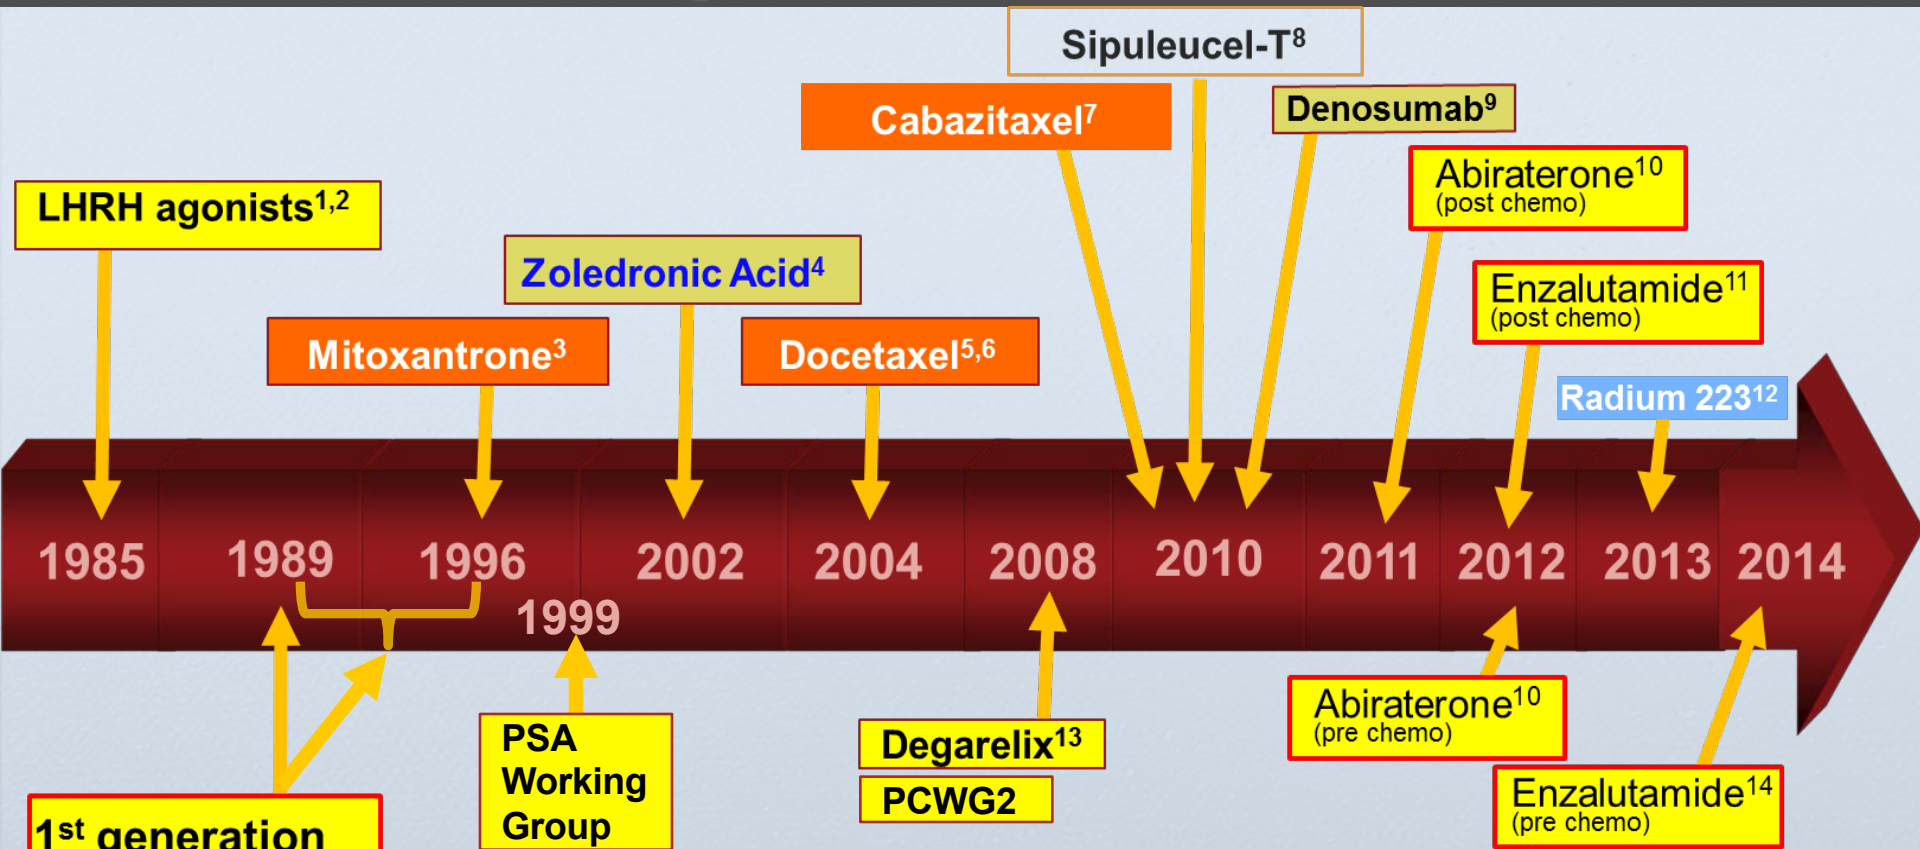 Sipuleucel-T8
Cabazitaxel7
Denosumab9
Abiraterone10
(post chemo)
LHRH agonists1,2
Zoledronic Acid4
Enzalutamide11
(post chemo)
Mitoxantrone3
Docetaxel5,6
Radium 22312
1985
1989
1996
1999
2002
2004
2008
2010
2011
2012
2013
2014
PSA
Working
Group
Degarelix13
PCWG2
Abiraterone10
(pre chemo)
Enzalutamide14
(pre chemo)
1st generation